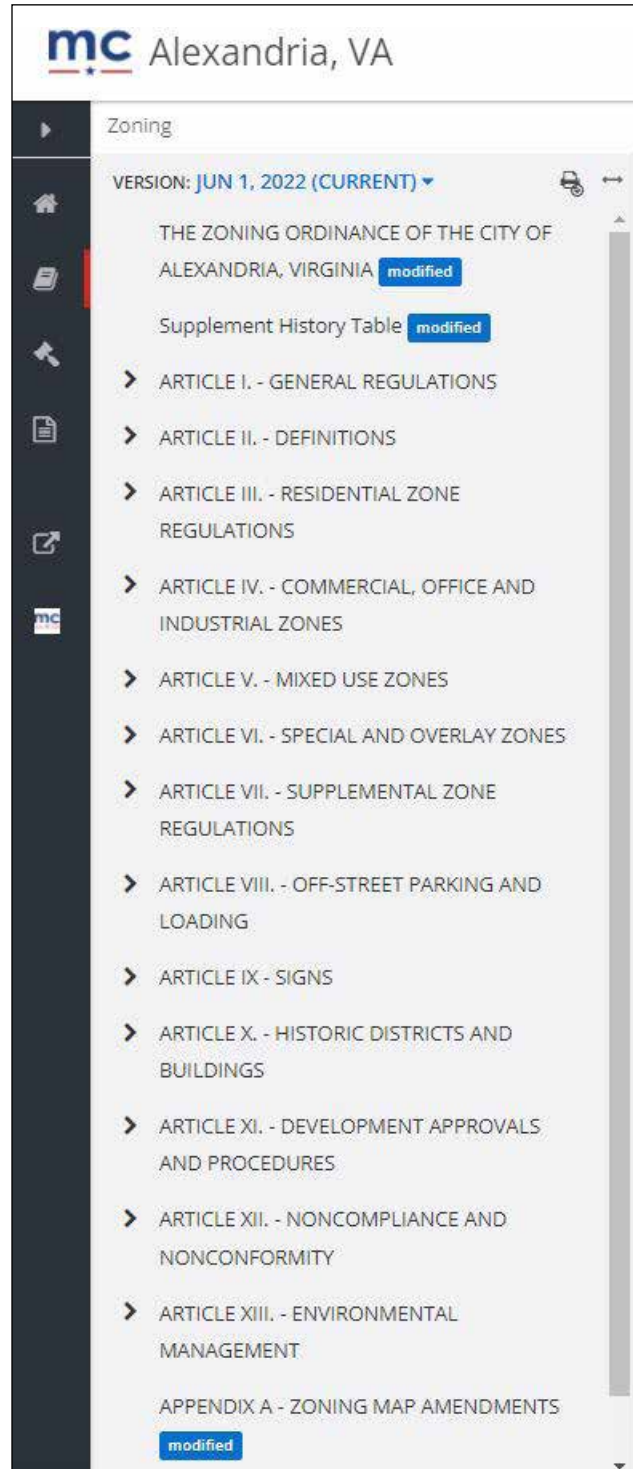 mc Alexandria, VA
Zoning
VERSION: JUN 1, 2022 (CURRENT)
THE ZONING ORDINANCE OF THE CITY OF
ALEXANDRIA, VIRGINIA modified
Supplement History Table modified
ARTICLE I. - GENERAL REGULATIONS
ARTICLE II. - DEFINITIONS
ARTICLE III. - RESIDENTIAL ZONE
REGULATIONS
ARTICLE IV. - COMMERCIAL, OFFICE AND
INDUSTRIAL ZONES
mc
ARTICLE V. - MIXED USE ZONES
ARTICLE VI. - SPECIAL AND OVERLAY ZONES
ARTICLE VII. - SUPPLEMENTAL ZONE
REGULATIONS
ARTICLE VIII. - OFF-STREET PARKING AND
LOADING
ARTICLE IX - SIGNS
ARTICLE X. - HISTORIC DISTRICTS AND
BUILDINGS
ARTICLE XI. - DEVELOPMENT APPROVALS
AND PROCEDURES
ARTICLE XII. - NONCOMPLIANCE AND
NONCONFORMITY
ARTICLE XIII. - ENVIRONMENTAL
MANAGEMENT
APPENDIX A - ZONING MAP AMENDMENTS
modified